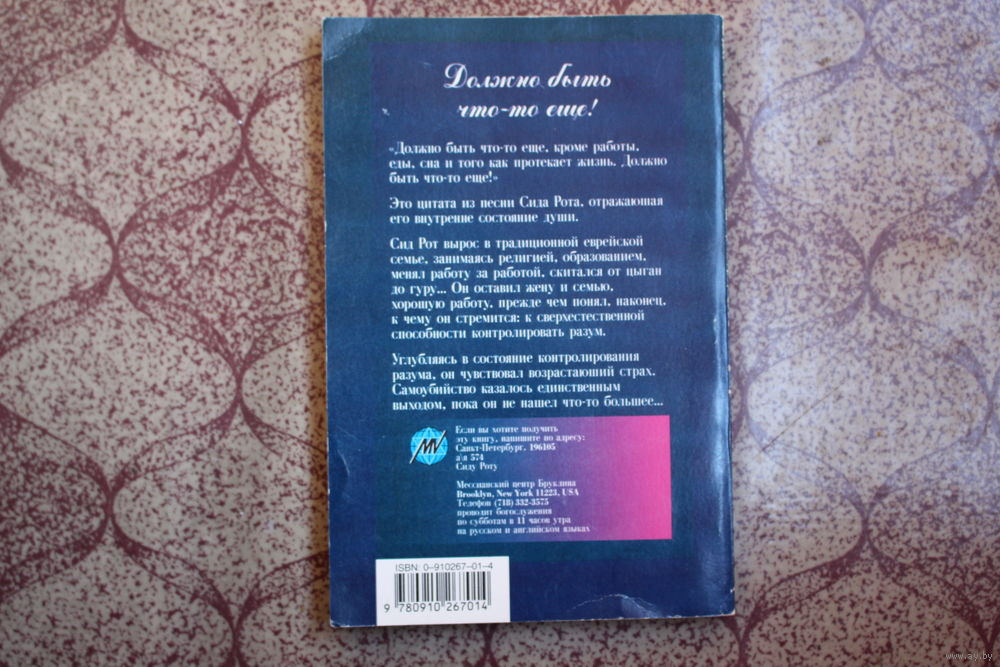 Должно быть
что-то еще!
«Должно быть что-то еще, кроме работы,
еды, сна и того как протекает жизнь. Должно
быть что-то еще!»
Это цитата из песни Сида Рота, отражающая
его внутренне состояние души.
Сид Рот вырос в традиционной еврейской
семье, занимаясь религией, образованием,
менял работу за работой, скитался от цыган
до гуру... Он оставил жену и семью,
хорошую работу, прежде чем понял, наконец,
к чему он стремится: к сверхестественной
способности контролировать разум.
Углубляясь в состояние контролирования
разума, он чувствовал возрастающий страх.
Самоубийство казалось единственным
выходом, пока он не нашел что-то большее...
MV
Если вы хотите получить
эту книгу, напишите по адресу:
Санкт-Петербург, 196105
а\я 574
Сиду Роту
Мессианский центр Бруклина
Brooklyn, New York 11223, USA
Телефон (718) 332-3575
проводит богослужения
по субботам в 11 часов утра
на русском и английском языках
ISBN: 0-910267-01-4
9 780910 267014
www.ay.by